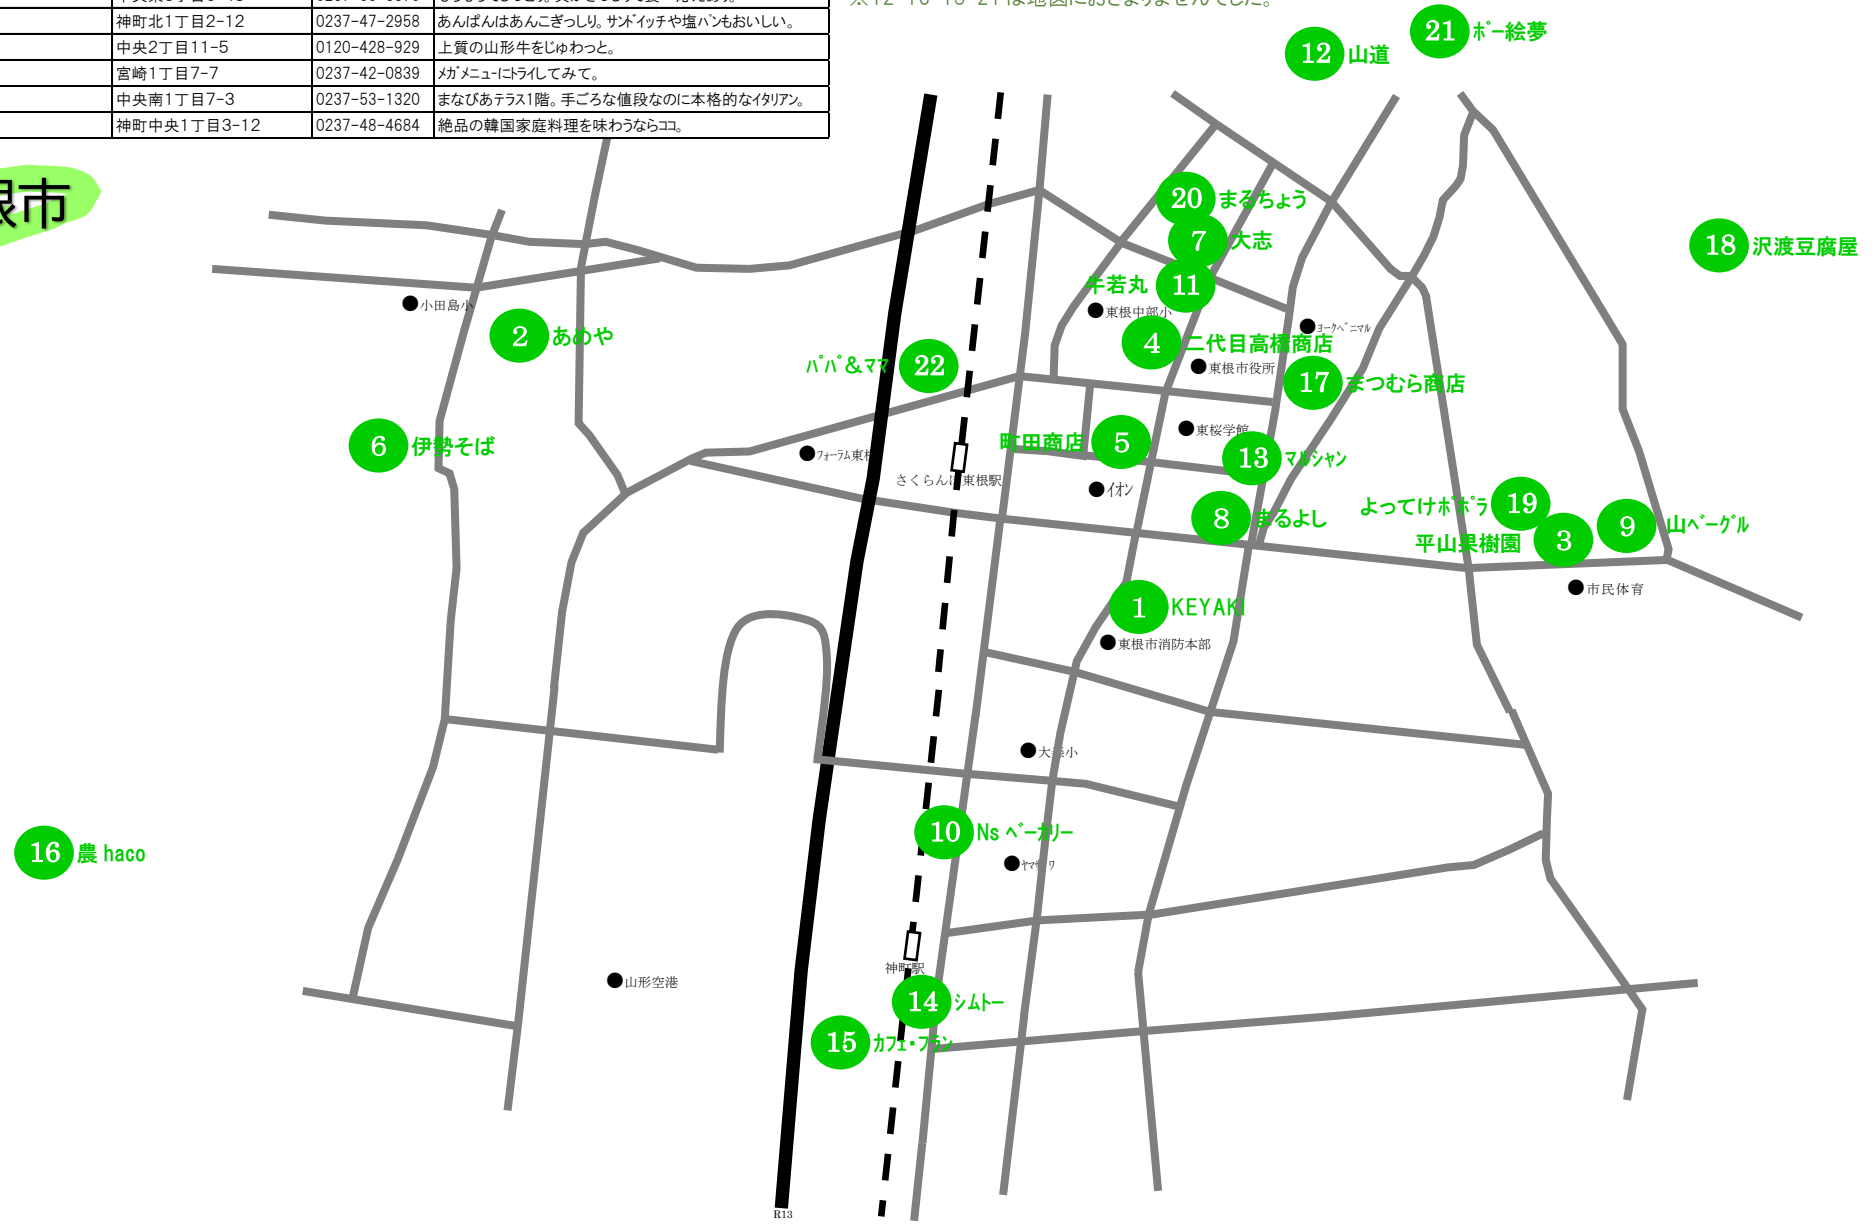 神町北1丁目2-12 0237-47-2958 あんぱんはあんこぎっしり。サンドイッチや塩パンもおいしい。
中央2丁目11-5 0120-428-929 上質の山形牛をじゅわっと。
宮崎1丁目7-7 0237-42-0839 メガメニューにトライしてみて。
中央南1丁目7-3 0237-53-1320 まなびあテラス1階。手ごろな値段なのに本格的なイタリアン。
神町中央1丁目3-12 0237-48-4684 絶品の韓国家庭料理を味わうならココ。
21 ポー絵夢
12 山道
根市
20 まるちょう
7 大志
18 沢渡豆腐屋
牛若丸 11
小田島小
東根中部小
ヨークベニマル
2 あめや
4 二代目高橋商店
パパ&ママ 22
東根市役所
17 まつむら商店
6 伊勢そば
東桜学館
町田商店 5
フォーラム東根
13 マルシャン
さくらんぼ東根駅
イオン
よってけポポラ 19
8 まるよし
9 山ベーグル
平山果樹園 3
市民体育
1 KEYAKI
東根市消防本部
大森小
10 Ns ベーカリー
16 農 haco
ヤマザワ
神町駅
山形空港
14 シムトー
15 カフェ・フラン
R13